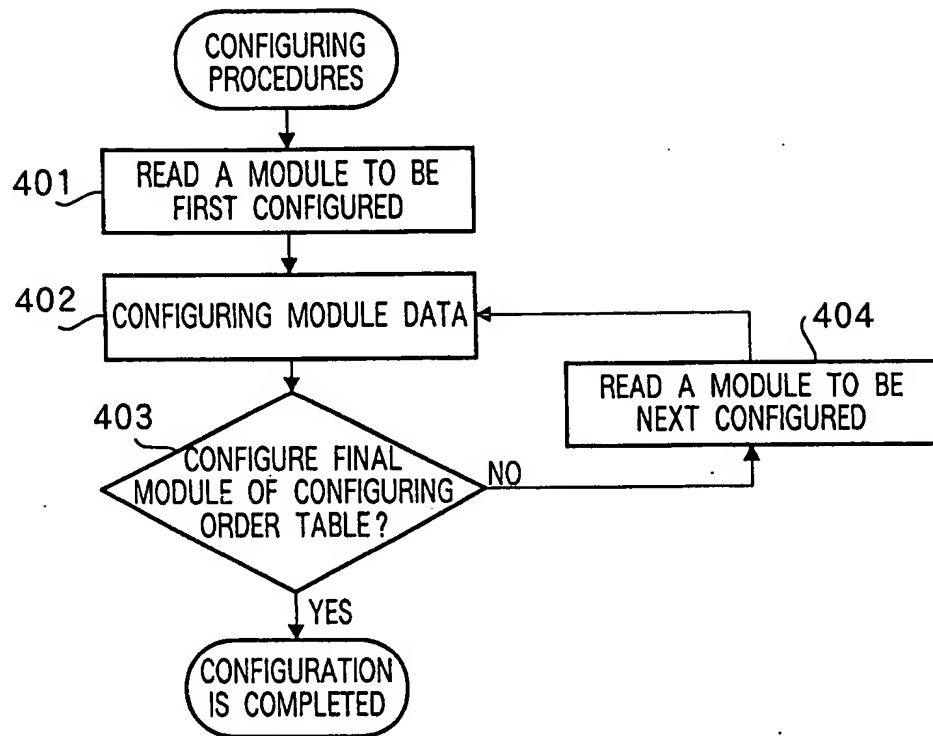 CONFIGURING
PROCEDURES
401
READ A MODULE TO BE
FIRST CONFIGURED
402
CONFIGURING MODULE DATA
404
READ A MODULE TO BE
NEXT CONFIGURED
403
CONFIGURE FINAL
MODULE OF CONFIGURING
ORDER TABLE?
NO
YES
CONFIGURATION
IS COMPLETED